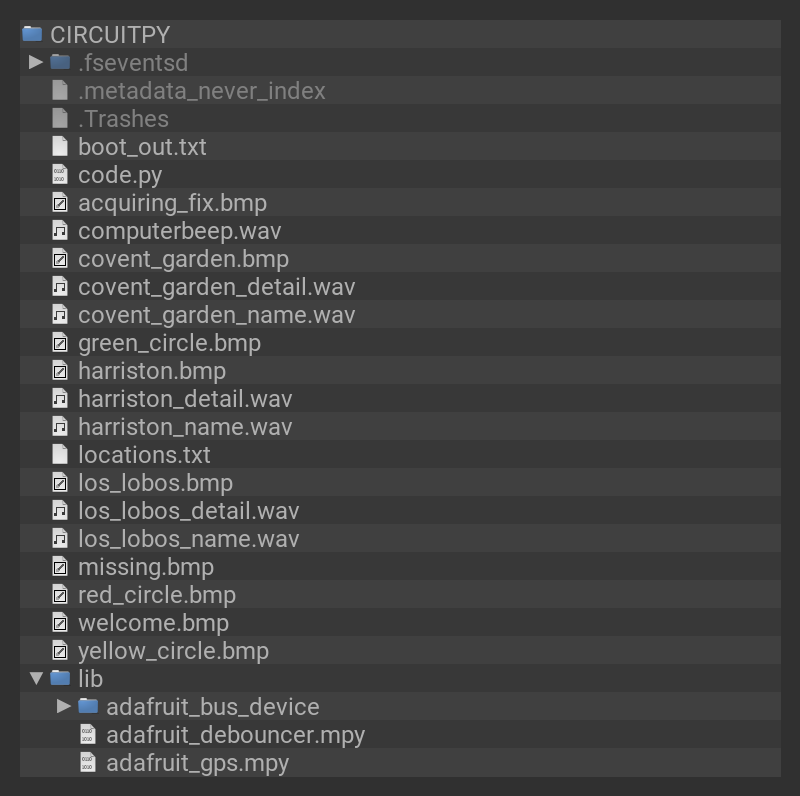 CIRCUITPY
.fseventsd
.metadata_never_index
.Trashes
boot_out.txt
code.py
acquiring_fix.bmp
computerbeep.wav
covent_garden.bmp
covent_garden_detail.wav
covent_garden_name.wav
green_circle.bmp
harriston.bmp
harriston_detail.wav
harriston_name.wav
locations.txt
los_lobos.bmp
los_lobos_detail.wav
los_lobos_name.wav
missing.bmp
red_circle.bmp
welcome.bmp
yellow_circle.bmp
lib
adafruit_bus_device
adafruit_debouncer.mpy
adafruit_gps.mpy